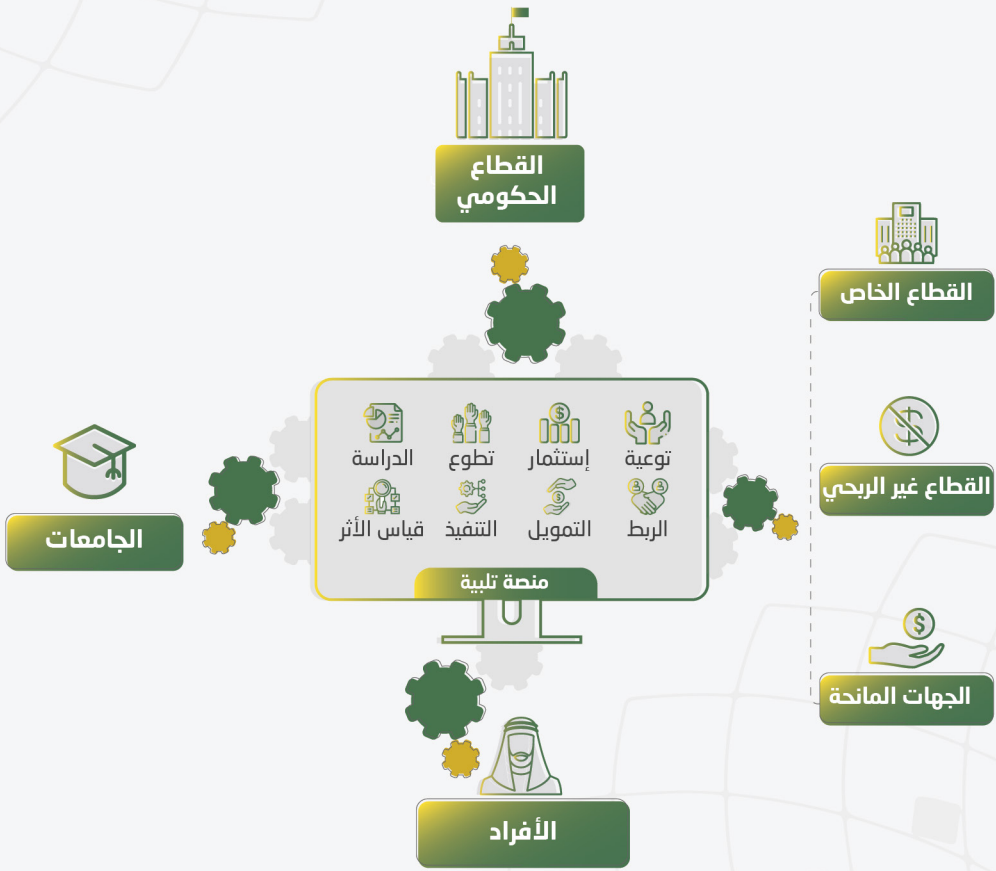 القطاع
الحكومي
القطاع الخاص
توعية إستثمار تطوع الدراسة
القطاع غير الربحي
الربط التمويل التنفيذ قياس الأثر
الجامعات
منصة تلبية
الجهات المانحة
الأفراد